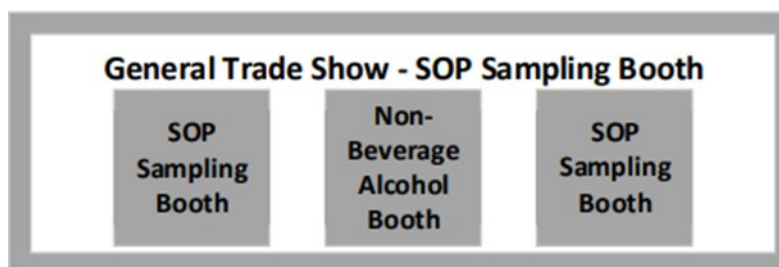 General Trade Show - SOP Sampling Booth
SOP
Sampling
Booth
Non-
Beverage
Alcohol
Booth
SOP
Sampling
Booth